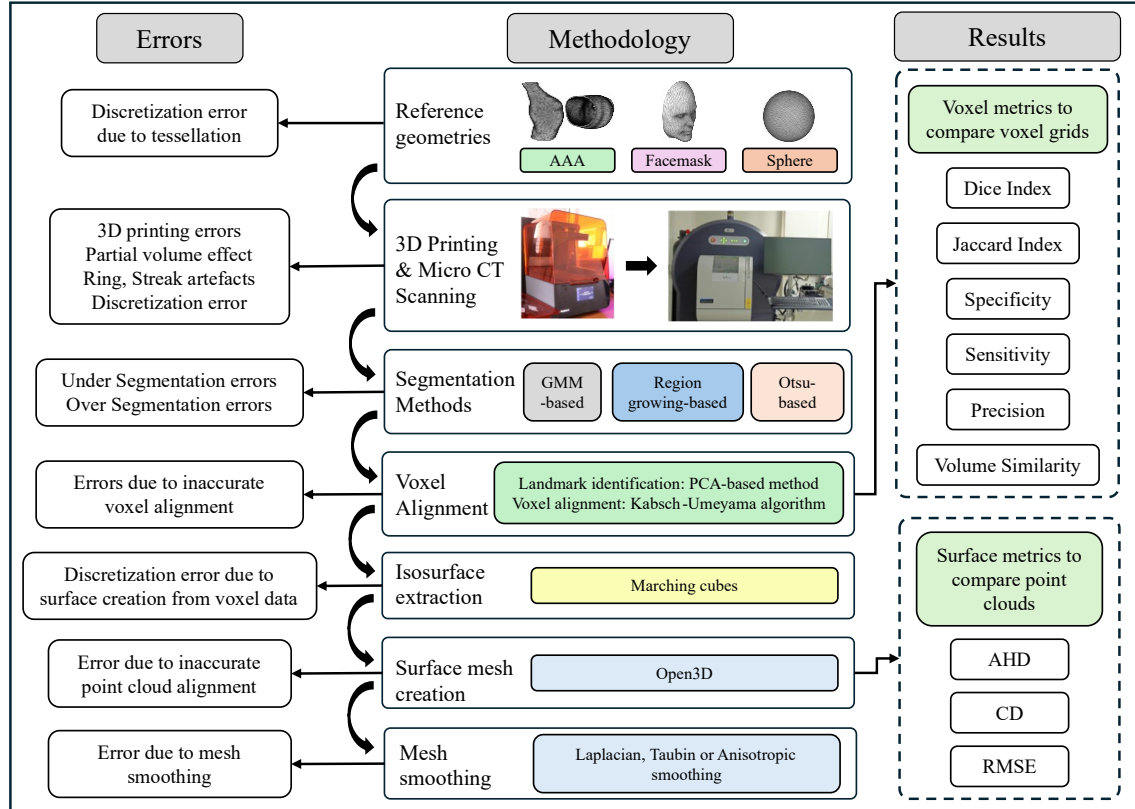 Errors
Methodology
Results
Discretization error
due to tessellation
Reference
geometries
AAA
Facemask
Sphere
3D printing errors
Partial volume effect
Ring, Streak artefacts
Discretization error
3D Printing
& Micro CT
Scanning
Under Segmentation errors
Over Segmentation errors
Segmentation
Methods
GMM
-based
Region
growing-based
Otsu-
based
Errors due to inaccurate
voxel alignment
Voxel
Alignment
Landmark identification: PCA-based method
Voxel alignment: Kabsch-Umeyama algorithm
Discretization error due to
surface creation from voxel data
Isosurface
extraction
Marching cubes
Error due to inaccurate
point cloud alignment
Surface mesh
creation
Open3D
Error due to mesh
smoothing
Mesh
smoothing
Laplacian, Taubin or Anisotropic
smoothing
Voxel metrics to
compare voxel grids
Dice Index
Jaccard Index
Specificity
Sensitivity
Precision
Volume Similarity
Surface metrics to
compare point
clouds
AHD
CD
RMSE